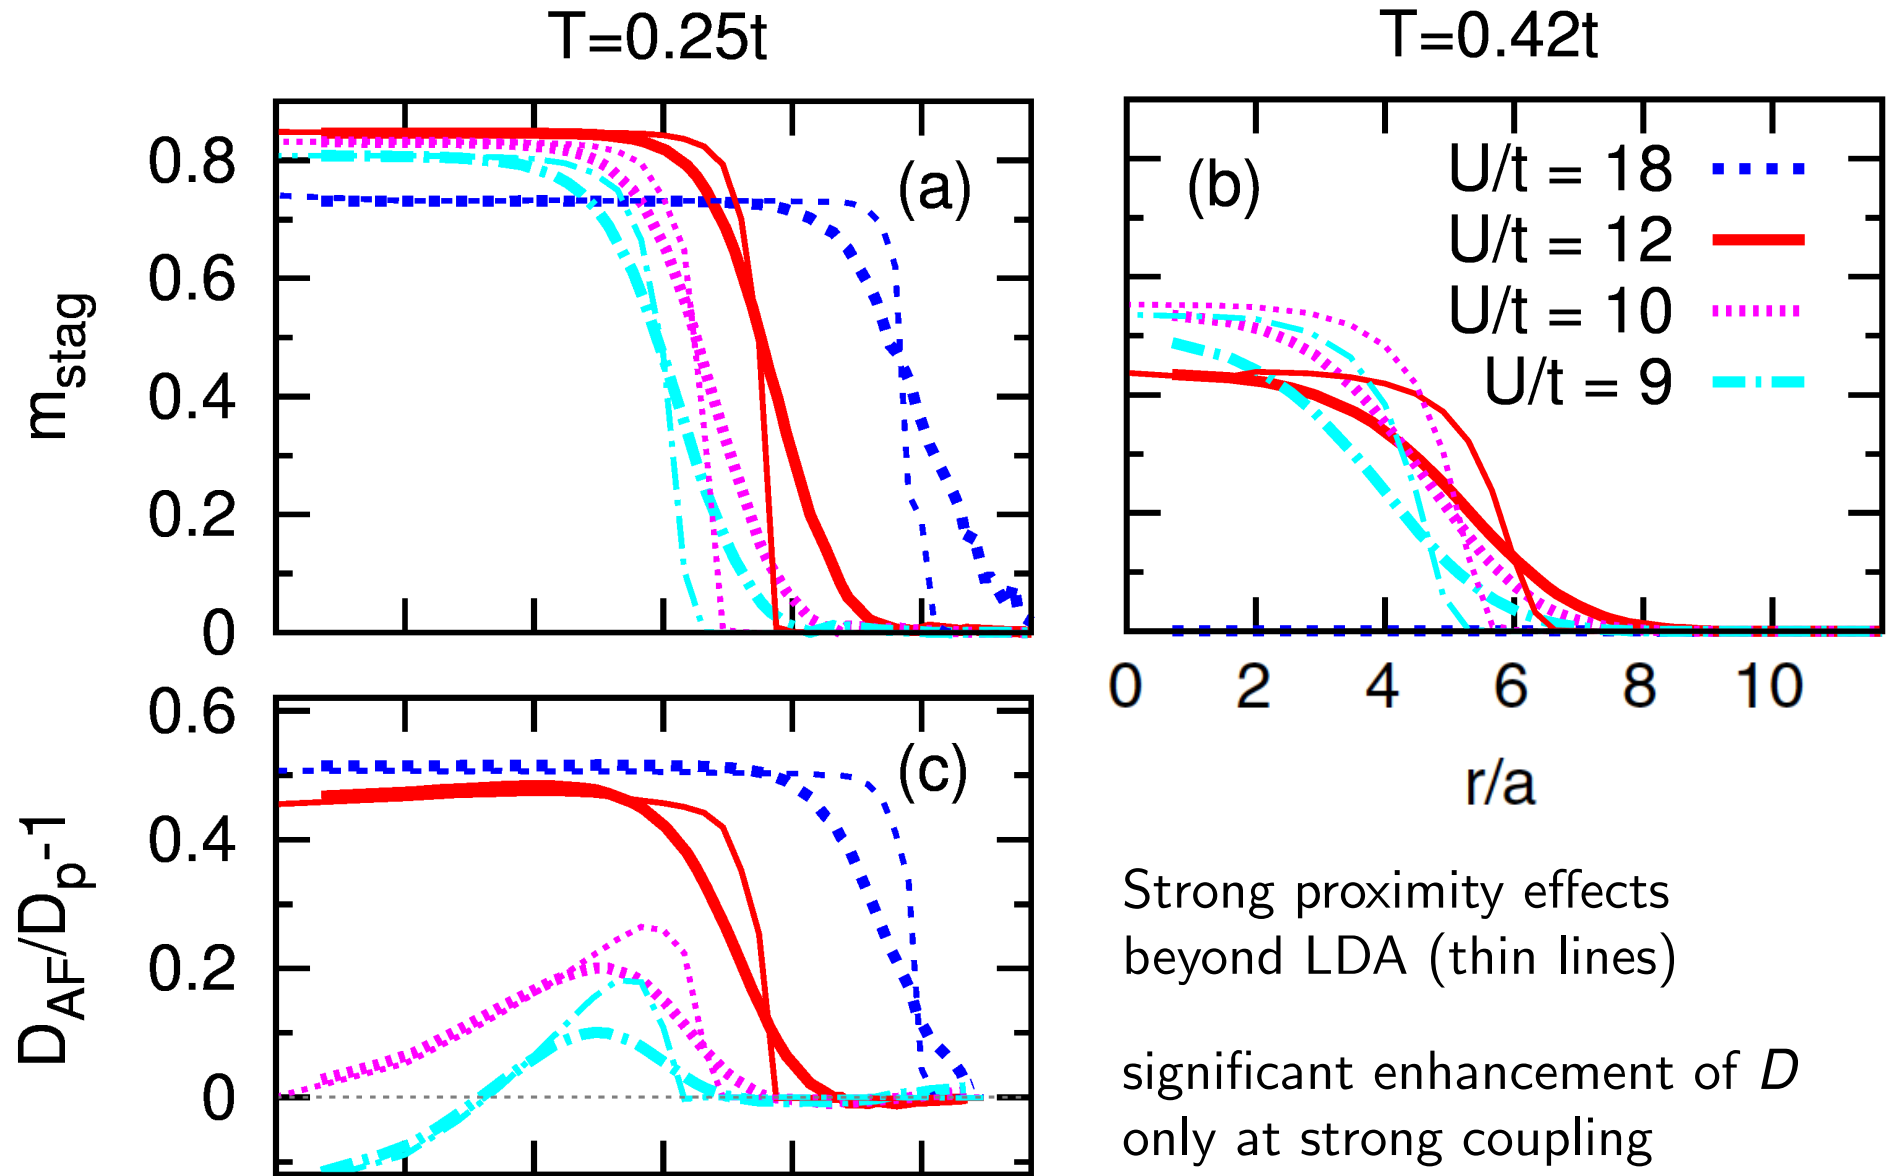 T=0.25t
T=0.42t
0.8
0.6
0.4
0.2
0
m_stag
(a)
(b)
U/t = 18
U/t = 12
U/t = 10
U/t = 9
0 2 4 6 8 10
r/a
0.6
0.4
0.2
0
D_AF/D_p-1
(c)
Strong proximity effects
beyond LDA (thin lines)
significant enhancement of D
only at strong coupling